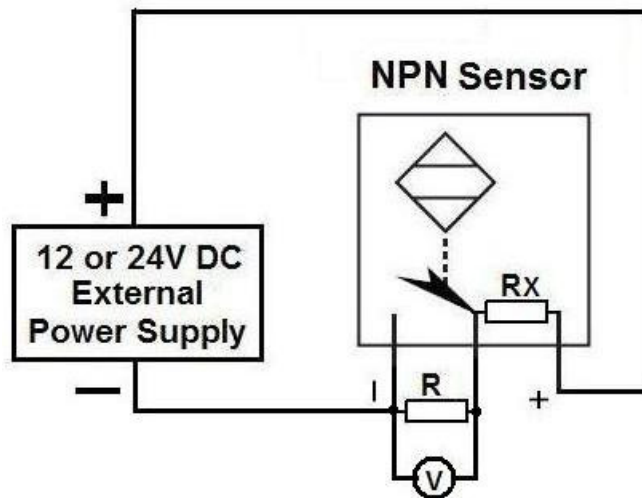 NPN Sensor
+
12 or 24V DC
External
Power Supply
RX
−
R
+
V